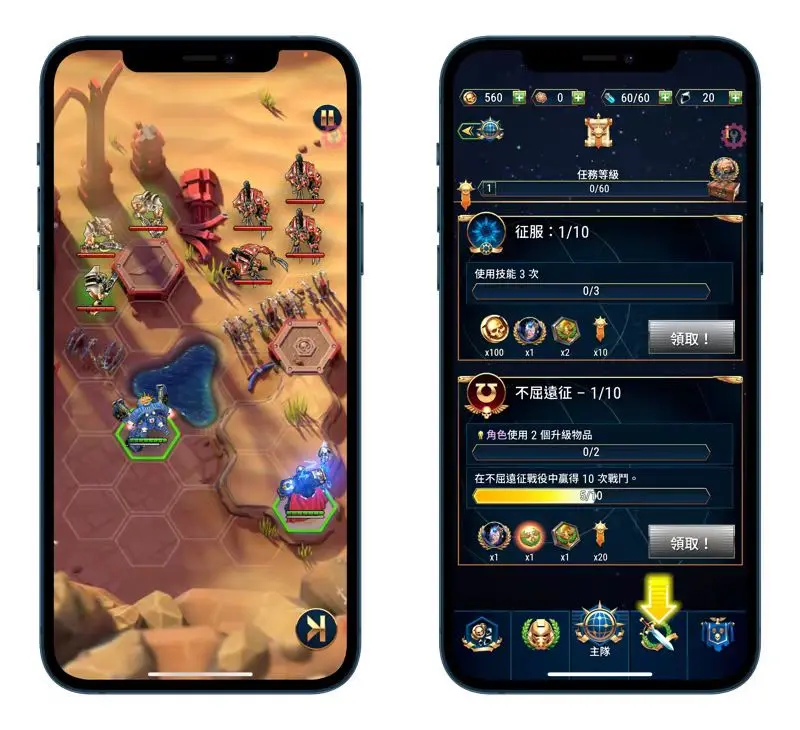 560
0
60/60
20
任務等級
1
0/60
征服：1/10
使用技能 3 次
0/3
x100
x1
x2
x10
領取！
不屈遠征 – 1/10
角色使用 2 個升級物品
0/2
在不屈遠征戰役中贏得 10 次戰鬥。
5/10
x1
x1
x1
x20
領取！
主隊